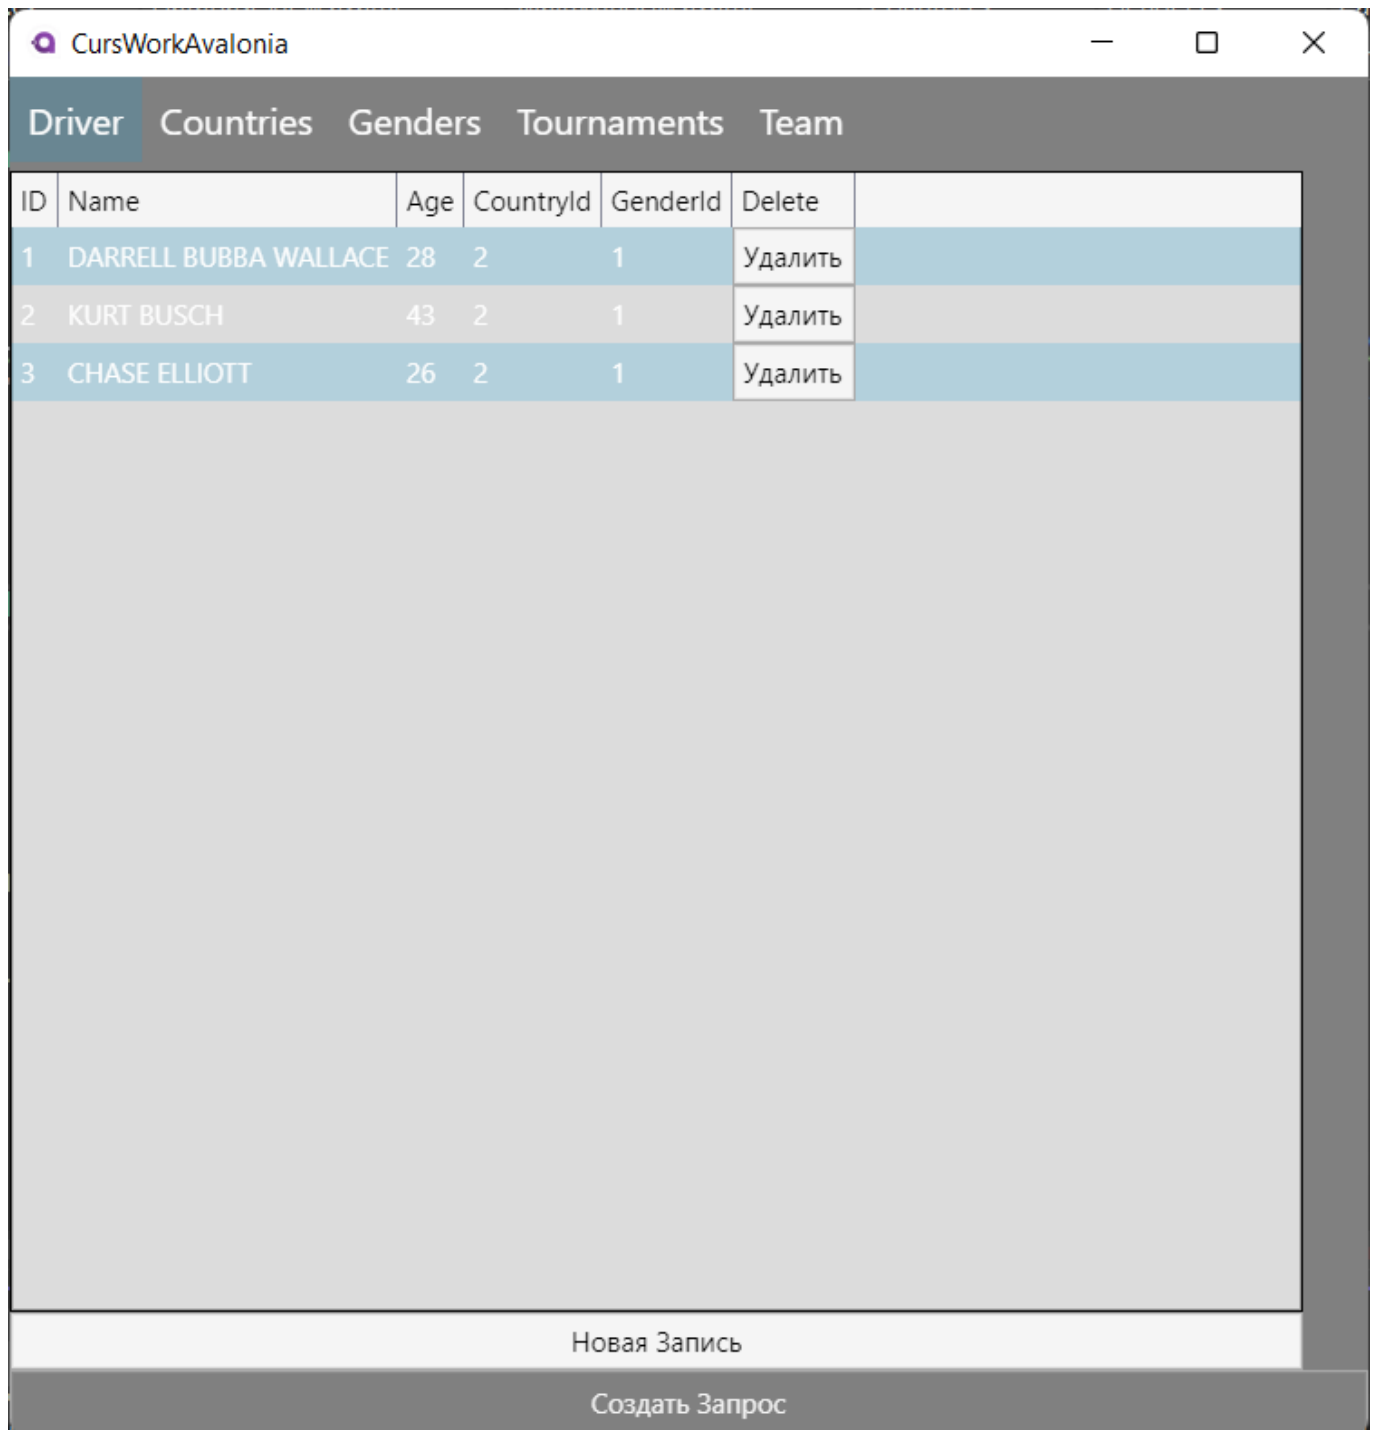 CursWorkAvalonia
Driver Countries Genders Tournaments Team
ID Name Age CountryId GenderId Delete
1 DARRELL BUBBA WALLACE 28 2 1 Удалить
2 KURT BUSCH 43 2 1 Удалить
3 CHASE ELLIOTT 26 2 1 Удалить
Новая Запись
Создать Запрос